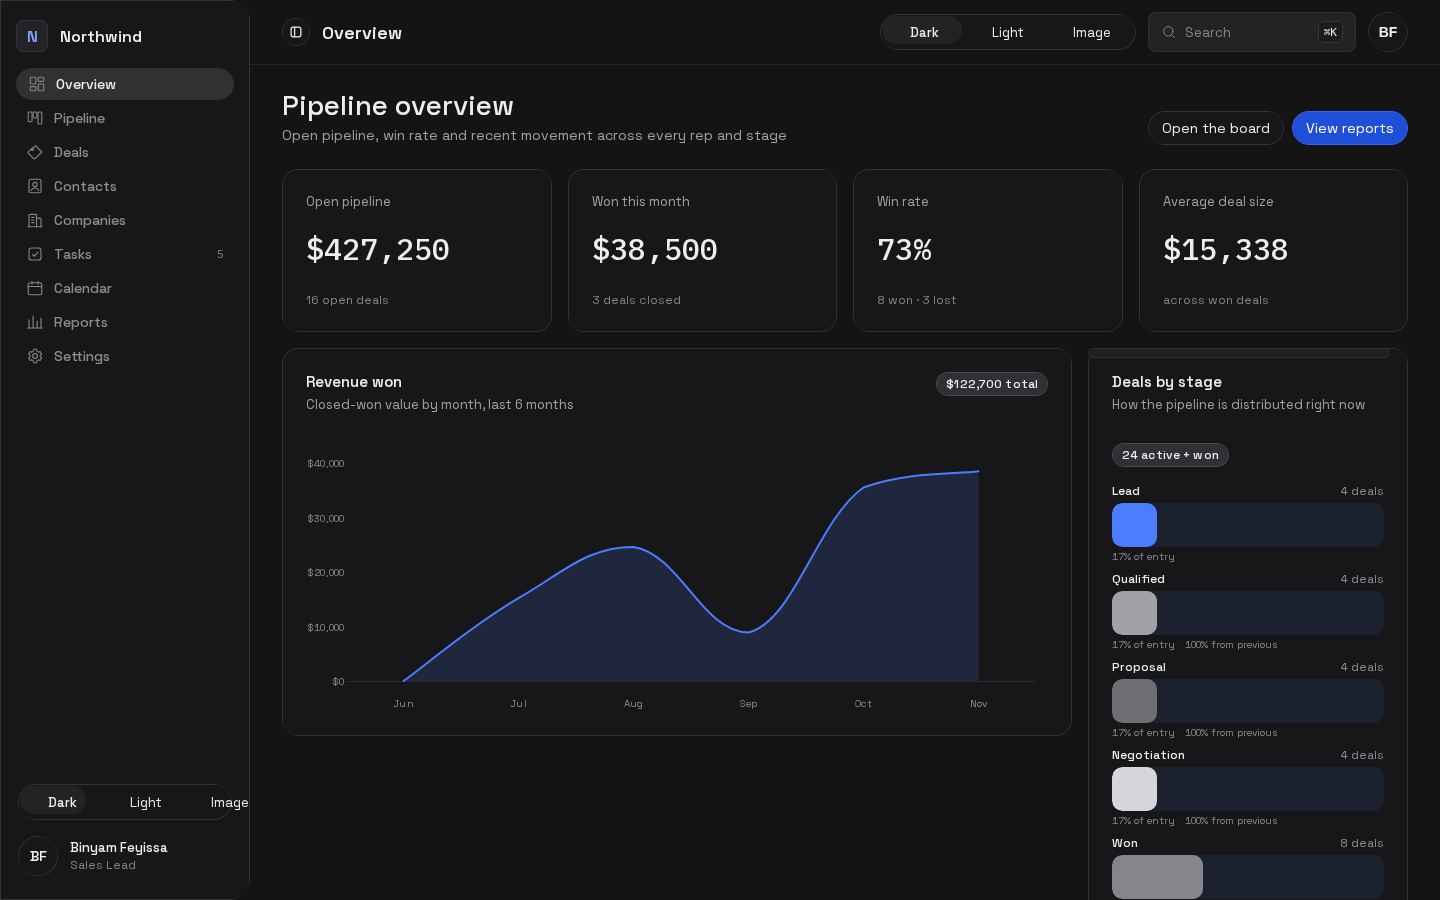 N Northwind
Overview
Pipeline
Deals
Contacts
Companies
Tasks 5
Calendar
Reports
Settings
Dark Light Image
BF Binyam Feyissa
Sales Lead
Overview
Dark Light Image
Search ⌘K
BF
Pipeline overview
Open pipeline, win rate and recent movement across every rep and stage
Open the board
View reports
Open pipeline
$427,250
16 open deals
Won this month
$38,500
3 deals closed
Win rate
73%
8 won · 3 lost
Average deal size
$15,338
across won deals
Revenue won
Closed-won value by month, last 6 months
$122,700 total
$40,000
$30,000
$20,000
$10,000
$0
Jun Jul Aug Sep Oct Nov
Deals by stage
How the pipeline is distributed right now
24 active + won
Lead 4 deals
17% of entry
Qualified 4 deals
17% of entry 100% from previous
Proposal 4 deals
17% of entry 100% from previous
Negotiation 4 deals
17% of entry 100% from previous
Won 8 deals